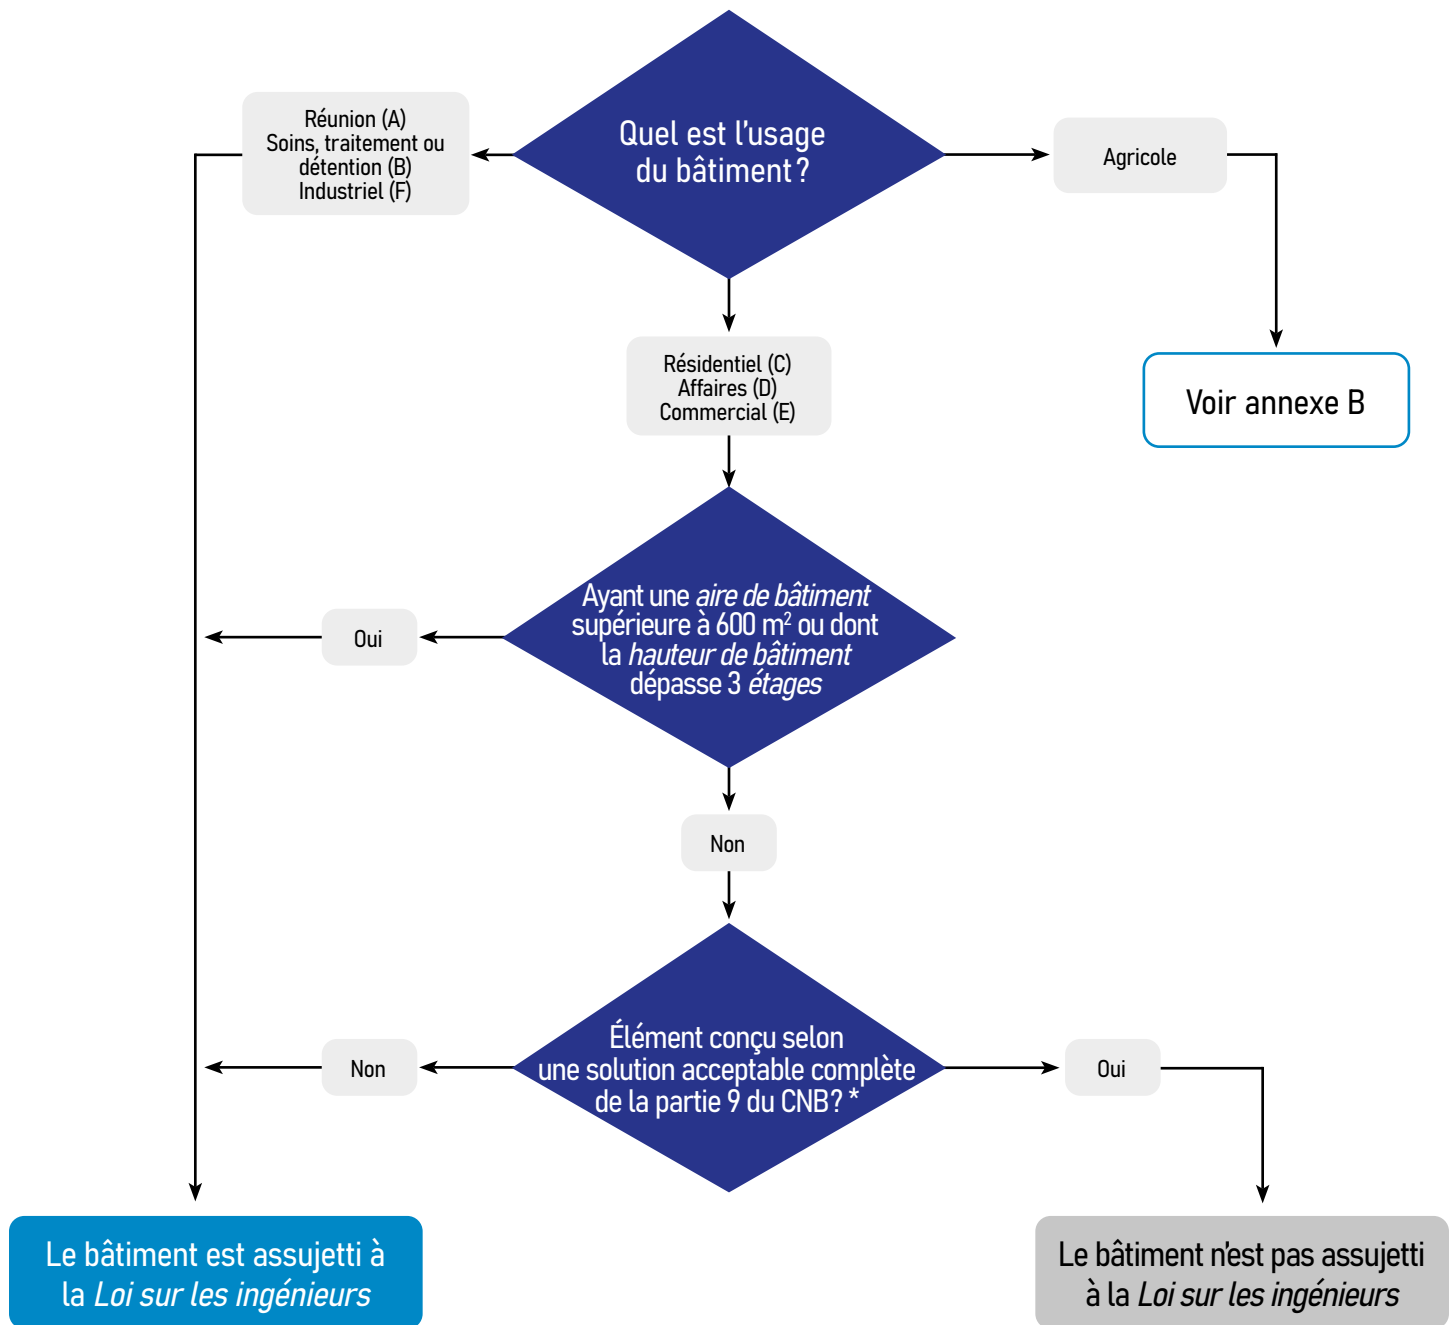 Quel est l'usage
du bâtiment ?
Réunion (A)
Soins, traitement ou
détention (B)
Industriel (F)
Agricole
Résidentiel (C)
Affaires (D)
Commercial (E)
Voir annexe B
Ayant une aire de bâtiment
supérieure à 600 m² ou dont
la hauteur de bâtiment
dépasse 3 étages
Oui
Non
Élément conçu selon
une solution acceptable complète
de la partie 9 du CNB? *
Non
Oui
Le bâtiment est assujetti à
la Loi sur les ingénieurs
Le bâtiment n'est pas assujetti
à la Loi sur les ingénieurs